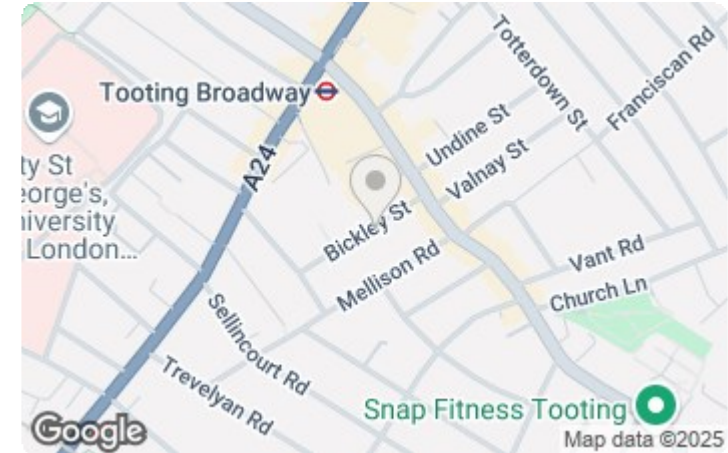 Totterdown St
Franciscan Rd
Tooting Broadway
Undine St
A24
Valnay St
ty St
eorge's,
niversity
London...
Bickley St
Mellison Rd
Vant Rd
Church Ln
Sellincourt Rd
Trevelyan Rd
Snap Fitness Tooting
Google
Map data ©2025